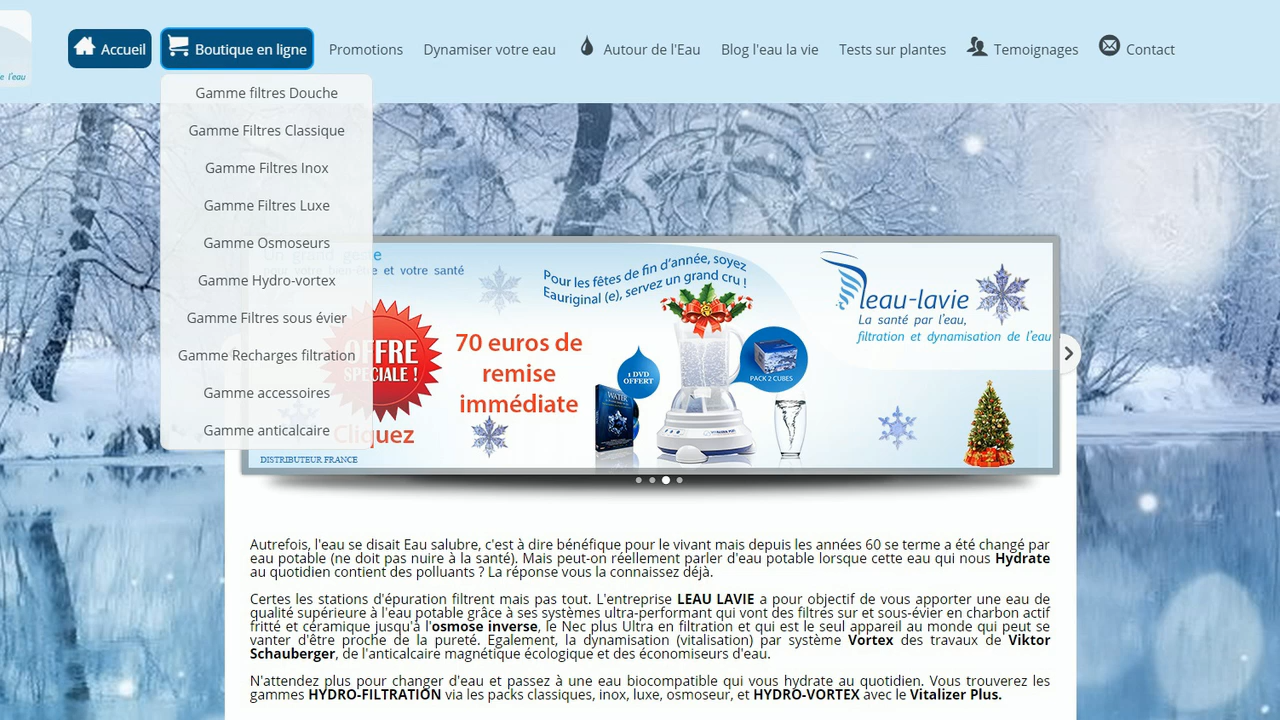 e l'eau
Accueil
Boutique en ligne
Promotions
Dynamiser votre eau
Autour de l'Eau
Blog l'eau la vie
Tests sur plantes
Temoignages
Contact
Gamme filtres Douche
Gamme Filtres Classique
Gamme Filtres Inox
Gamme Filtres Luxe
Gamme Osmoseurs
Gamme Hydro-vortex
Gamme Filtres sous évier
Gamme Recharges filtration
Gamme accessoires
Gamme anticalcaire
Un grand geste
pour votre bien-être et votre santé
OFFRE
SPÉCIALE !
Cliquez
DISTRIBUTEUR FRANCE
70 euros de
remise
immédiate
Pour les fêtes de fin d'année, soyez
Eauriginal (e), servez un grand cru !
1 DVD
OFFERT
WATER
PACK 2 CUBES
leau-lavie
La santé par l'eau,
filtration et dynamisation de l'eau
Autrefois, l'eau se disait Eau salubre, c'est à dire bénéfique pour le vivant mais depuis les années 60 se terme a été changé par
eau potable (ne doit pas nuire à la santé). Mais peut-on réellement parler d'eau potable lorsque cette eau qui nous Hydrate
au quotidien contient des polluants ? La réponse vous la connaissez déjà.
Certes les stations d'épuration filtrent mais pas tout. L'entreprise LEAU LAVIE a pour objectif de vous apporter une eau de
qualité supérieure à l'eau potable grâce à ses systèmes ultra-performant qui vont des filtres sur et sous-évier en charbon actif
fritté et céramique jusqu'à l'osmose inverse, le Nec plus Ultra en filtration et qui est le seul appareil au monde qui peut se
vanter d'être proche de la pureté. Egalement, la dynamisation (vitalisation) par système Vortex des travaux de Viktor
Schauberger, de l'anticalcaire magnétique écologique et des économiseurs d'eau.
N'attendez plus pour changer d'eau et passez à une eau biocompatible qui vous hydrate au quotidien. Vous trouverez les
gammes HYDRO-FILTRATION via les packs classiques, inox, luxe, osmoseur, et HYDRO-VORTEX avec le Vitalizer Plus.